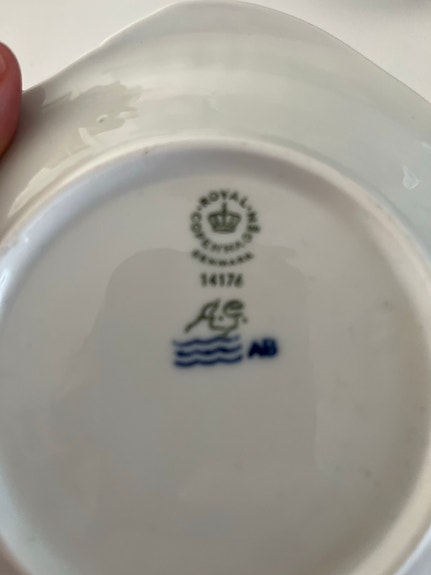 ROYAL COPENHAGEN
DENMARK
14176
A.G.
AB